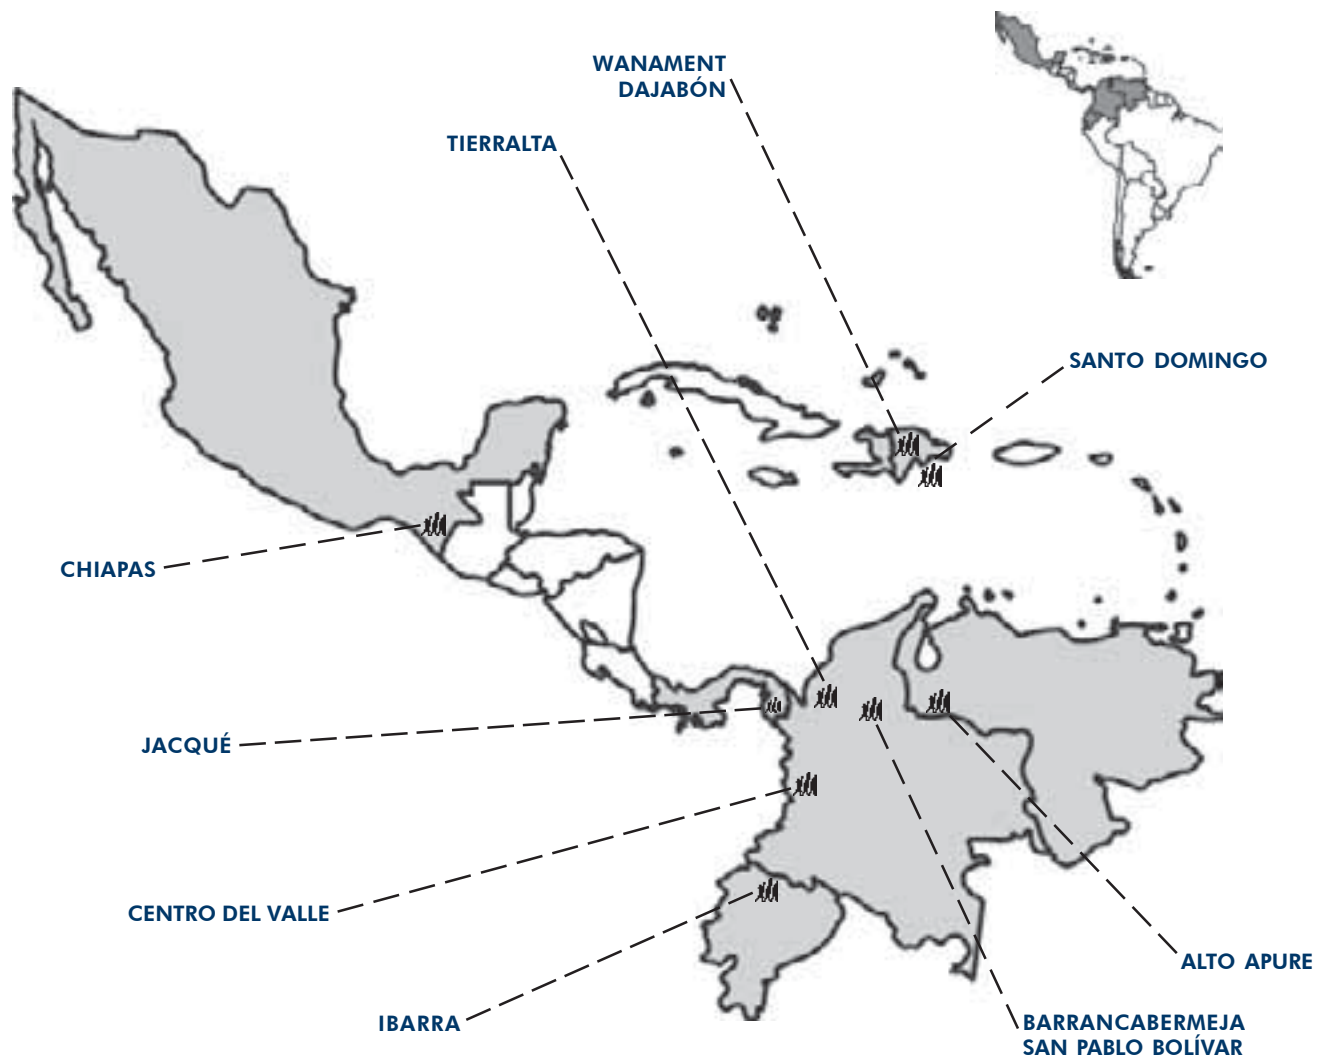 WANAMENT
DAJABÓN
TIERRALTA
SANTO DOMINGO
CHIAPAS
JACQUÉ
CENTRO DEL VALLE
ALTO APURE
IBARRA
BARRANCABERMEJA
SAN PABLO BOLÍVAR